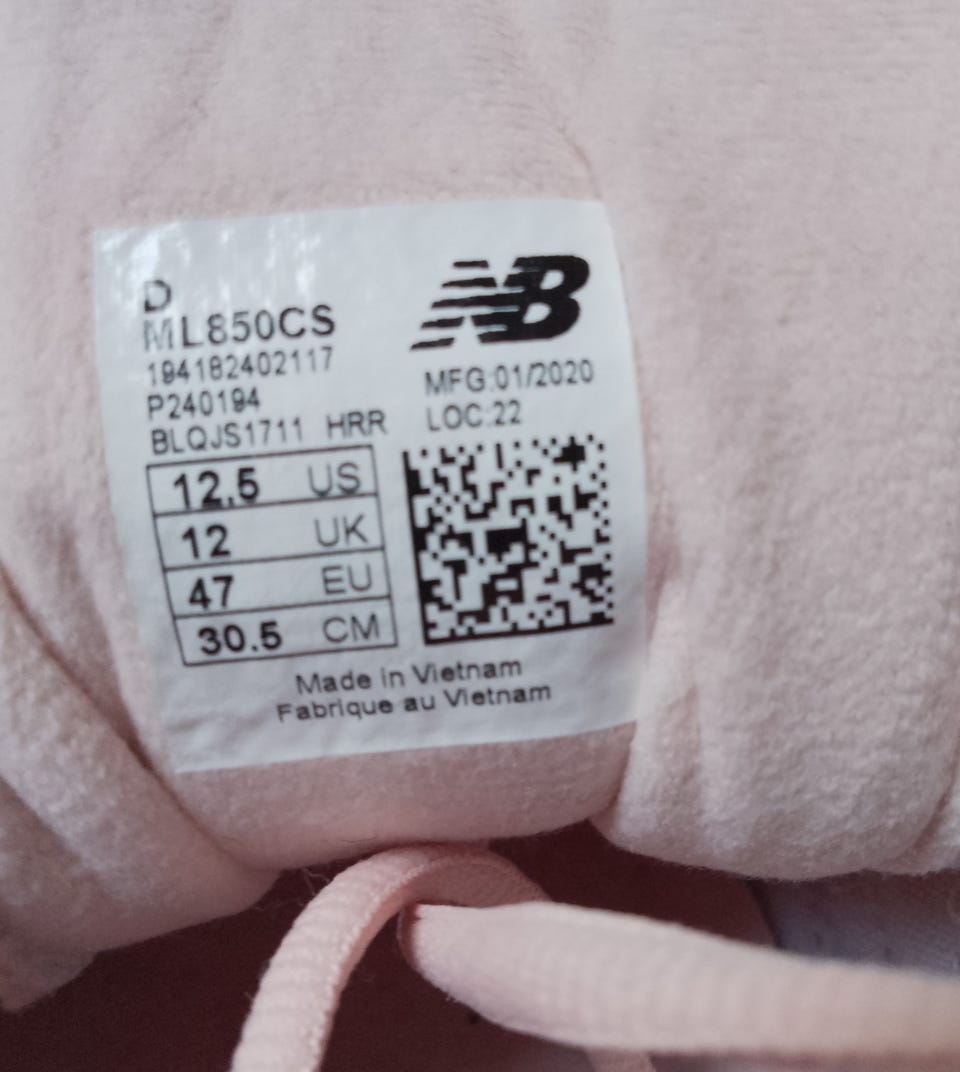 D
ML850CS
194182402117
P240194
BLQJS1711 HRR
12.5 US
12 UK
47 EU
30.5 CM
NB
MFG:01/2020
LOC:22
Made in Vietnam
Fabrique au Vietnam